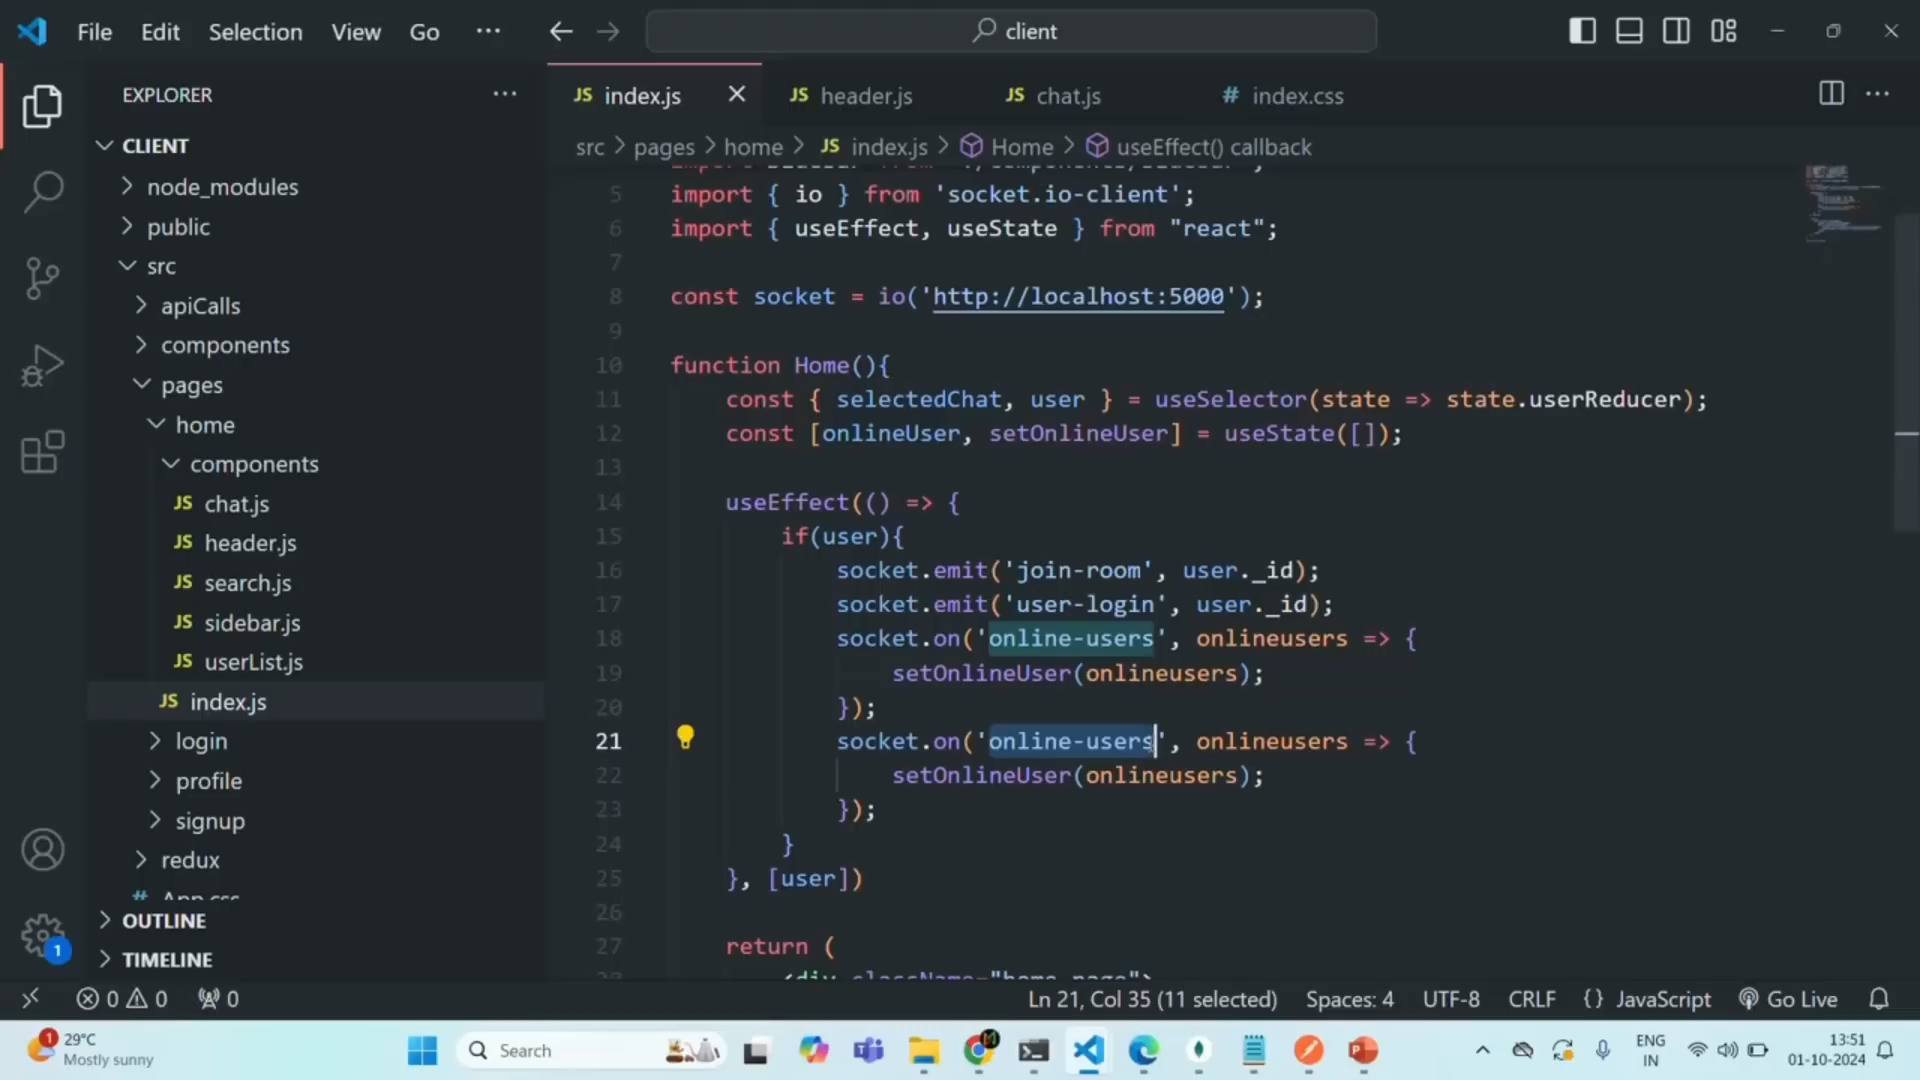 File Edit Selection View Go ···
client
EXPLORER ···
CLIENT
node_modules
public
src
apiCalls
components
pages
home
components
JS chat.js
JS header.js
JS search.js
JS sidebar.js
JS userList.js
JS index.js
login
profile
signup
redux
# App.css
OUTLINE
TIMELINE
1
JS index.js
JS header.js
JS chat.js
# index.css
src > pages > home > JS index.js > Home > useEffect() callback
5 import { io } from 'socket.io-client';
6 import { useEffect, useState } from "react";
7
8 const socket = io('http://localhost:5000');
9
10 function Home(){
11 const { selectedChat, user } = useSelector(state => state.userReducer);
12 const [onlineUser, setOnlineUser] = useState([]);
13
14 useEffect(() => {
15 if(user){
16 socket.emit('join-room', user._id);
17 socket.emit('user-login', user._id);
18 socket.on('online-users', onlineusers => {
19 setOnlineUser(onlineusers);
20 });
21 socket.on('online-users', onlineusers => {
22 setOnlineUser(onlineusers);
23 });
24 }
25 }, [user])
26
27 return (
<div className="home-page">
0 0 0
Ln 21, Col 35 (11 selected) Spaces: 4 UTF-8 CRLF {} JavaScript Go Live
1
29°C
Mostly sunny
Search
ENG
IN
13:51
01-10-2024